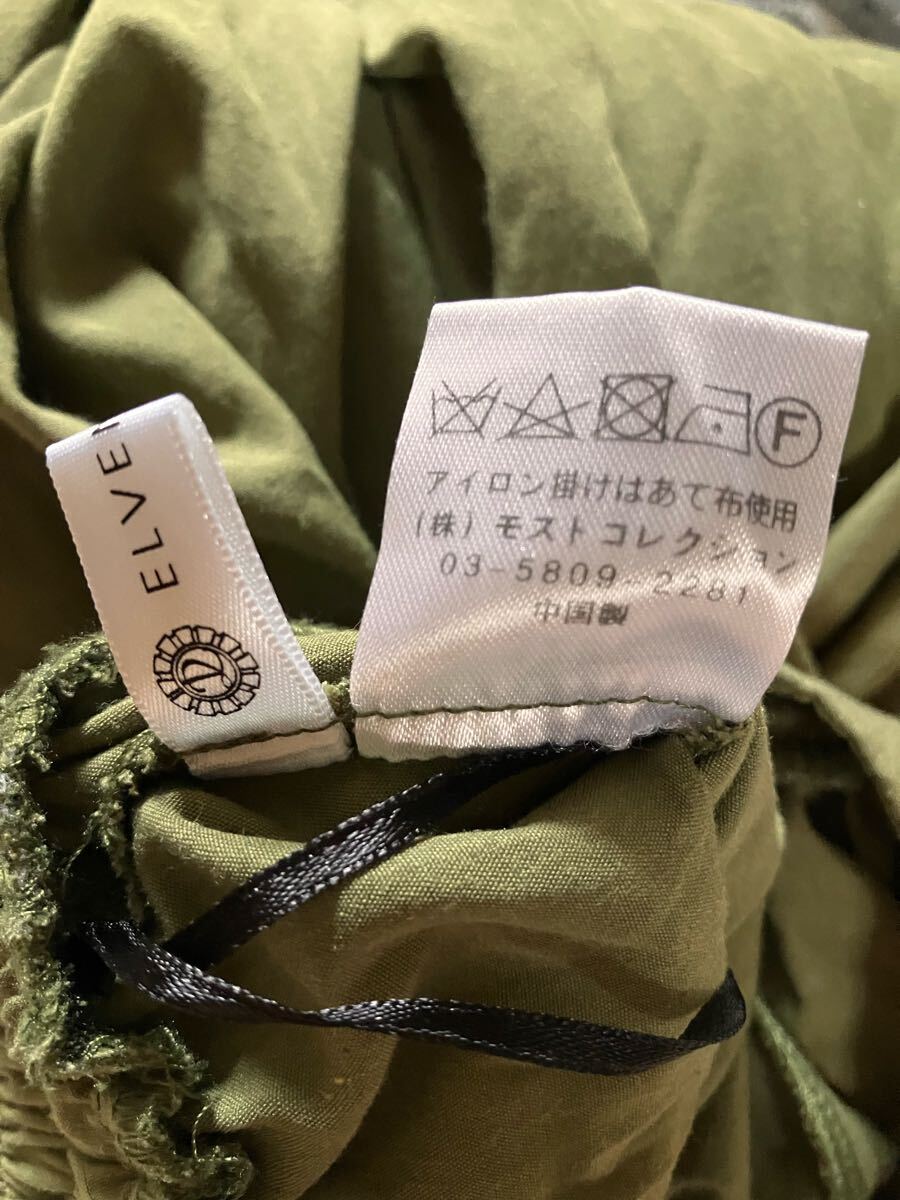 ELVE
F
アイロン掛けはあて布使用
(株) モスト コレクション
03-5809-2281
中国製